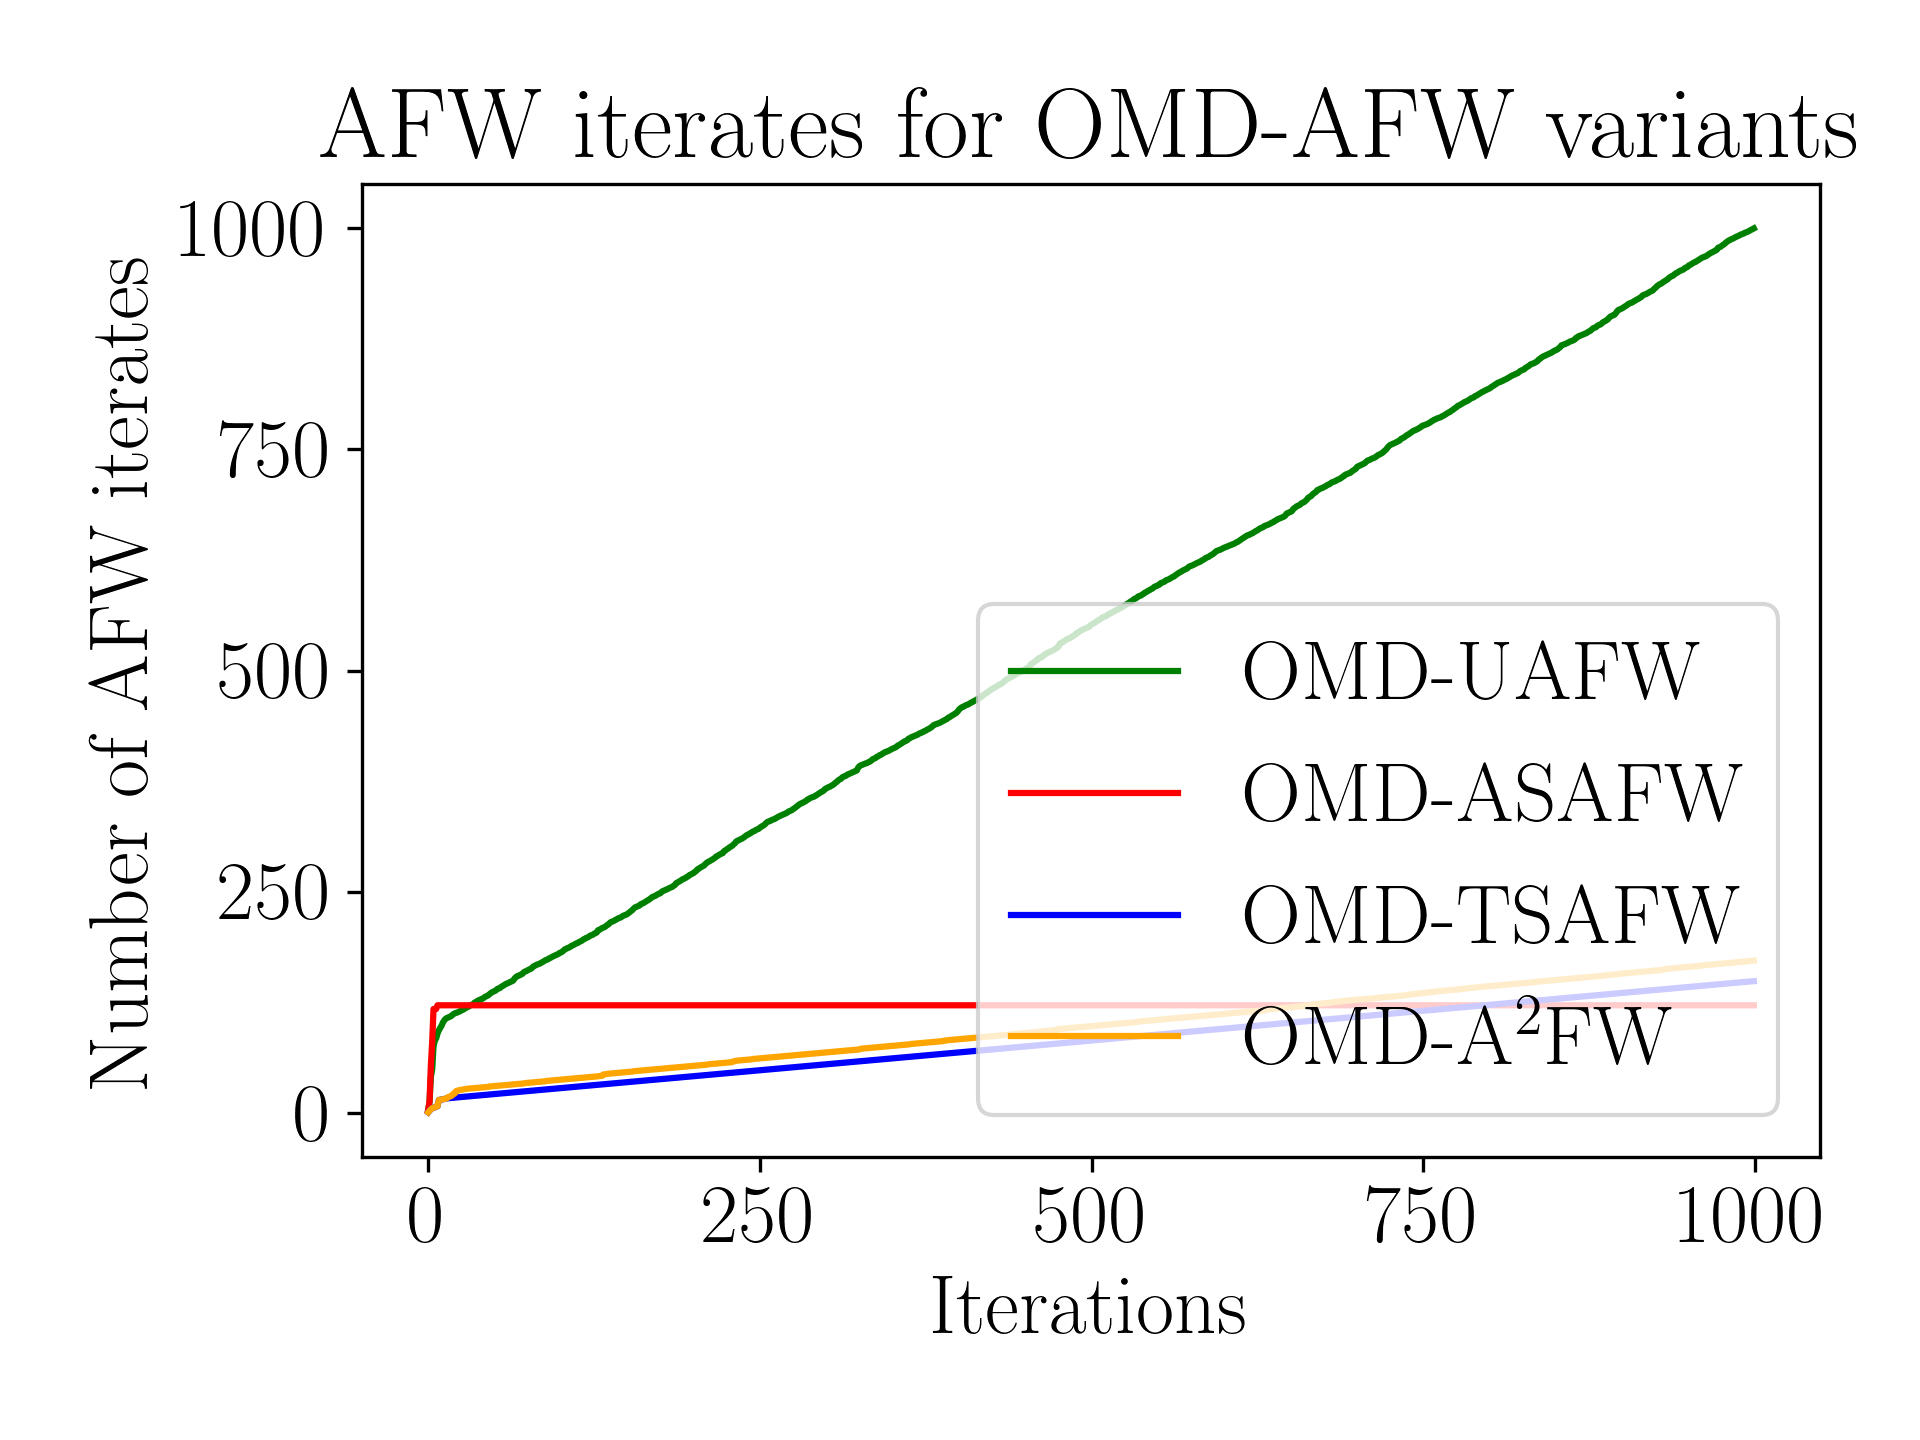 AFW iterates for OMD-AFW variants
Number of AFW iterates
1000
750
500
250
0
OMD-UAFW
OMD-ASAFW
OMD-TSAFW
OMD-A²FW
0 250 500 750 1000
Iterations